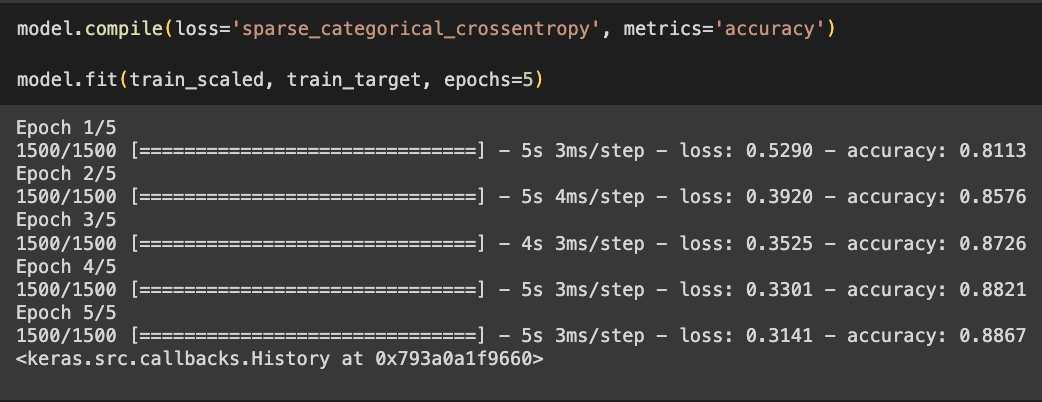 model.compile(loss='sparse_categorical_crossentropy', metrics='accuracy')
model.fit(train_scaled, train_target, epochs=5)
Epoch 1/5
1500/1500 [==============================] - 5s 3ms/step - loss: 0.5290 - accuracy: 0.8113
Epoch 2/5
1500/1500 [==============================] - 5s 4ms/step - loss: 0.3920 - accuracy: 0.8576
Epoch 3/5
1500/1500 [==============================] - 4s 3ms/step - loss: 0.3525 - accuracy: 0.8726
Epoch 4/5
1500/1500 [==============================] - 5s 3ms/step - loss: 0.3301 - accuracy: 0.8821
Epoch 5/5
1500/1500 [==============================] - 5s 3ms/step - loss: 0.3141 - accuracy: 0.8867
<keras.src.callbacks.History at 0x793a0a1f9660>